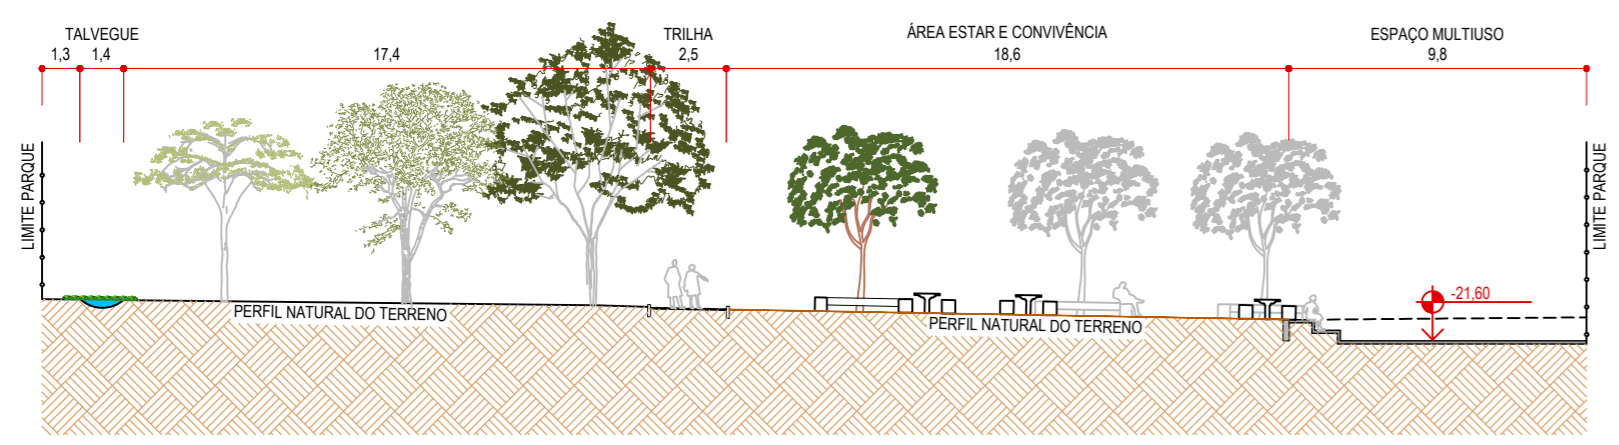 TALVEGUE
1,3
1,4
17,4
TRILHA
2,5
ÁREA ESTAR E CONVIVÊNCIA
18,6
ESPAÇO MULTIUSO
9,8
LIMITE PARQUE
PERFIL NATURAL DO TERRENO
PERFIL NATURAL DO TERRENO
-21,60
LIMITE PARQUE